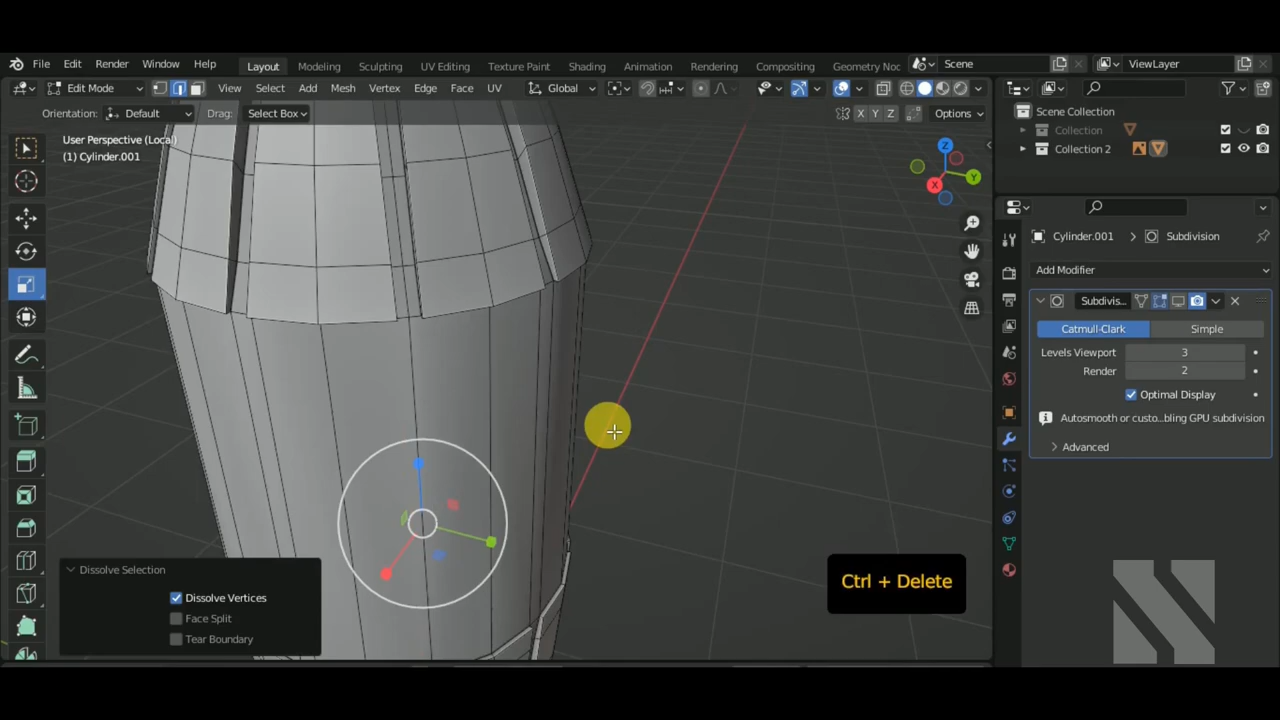 File Edit Render Window Help Layout Modeling Sculpting UV Editing Texture Paint Shading Animation Rendering Compositing Geometry Noc Scene ViewLayer
Edit Mode View Select Add Mesh Vertex Edge Face UV Global
Orientation: Default Drag: Select Box X Y Z Options
User Perspective (Local)
(1) Cylinder.001
Z
Y
X
Scene Collection
Collection
Collection 2
Cylinder.001 Subdivision
Add Modifier
Subdivis...
Catmull-Clark Simple
Levels Viewport 3
Render 2
Optimal Display
Autosmooth or custo...bling GPU subdivision
Advanced
Dissolve Selection
Dissolve Vertices
Face Split
Tear Boundary
Ctrl + Delete